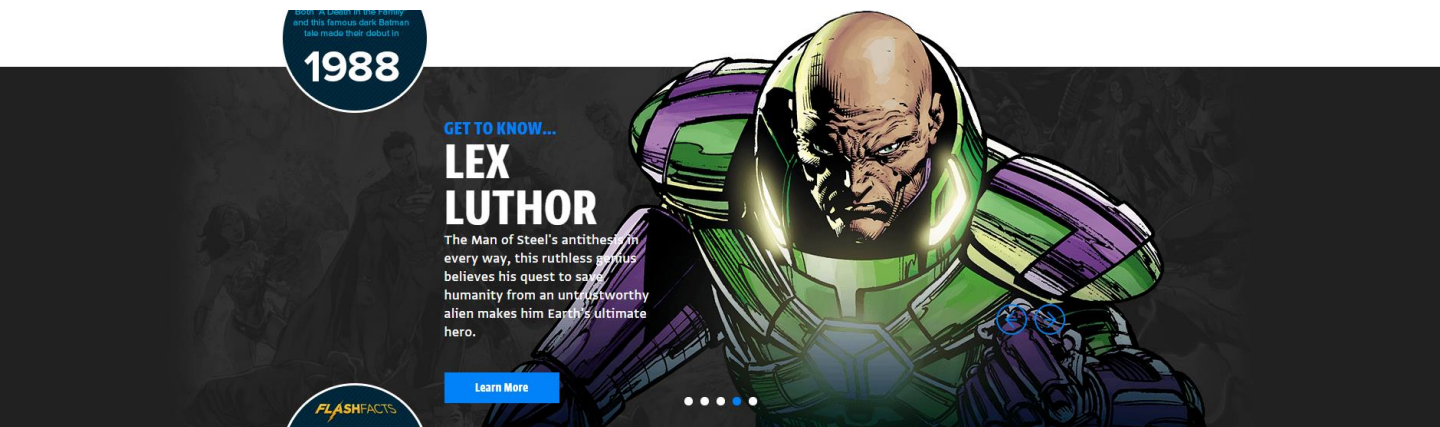 Both "A Death in the Family"
and this famous dark Batman
tale made their debut in
1988
GET TO KNOW...
LEX
LUTHOR
The Man of Steel's antithesis in
every way, this ruthless genius
believes his quest to save
humanity from an untrustworthy
alien makes him Earth's ultimate
hero.
Learn More
FLASHFACTS